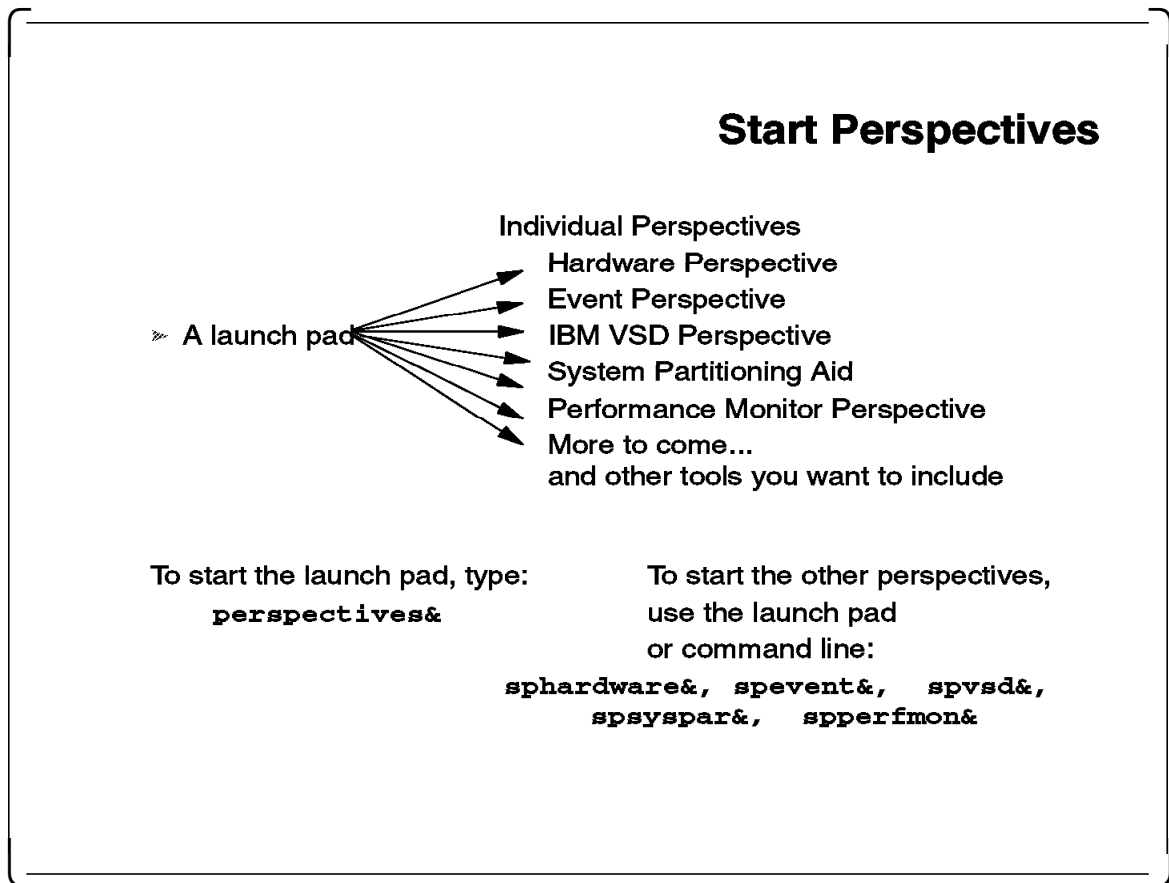 Start Perspectives
Individual Perspectives
Hardware Perspective
Event Perspective
A launch pad
IBM VSD Perspective
System Partitioning Aid
Performance Monitor Perspective
More to come...
and other tools you want to include
To start the launch pad, type:
perspectives&
To start the other perspectives,
use the launch pad
or command line:
sphardware&, spevent&, spvsd&,
spsyspar&, spperfmon&